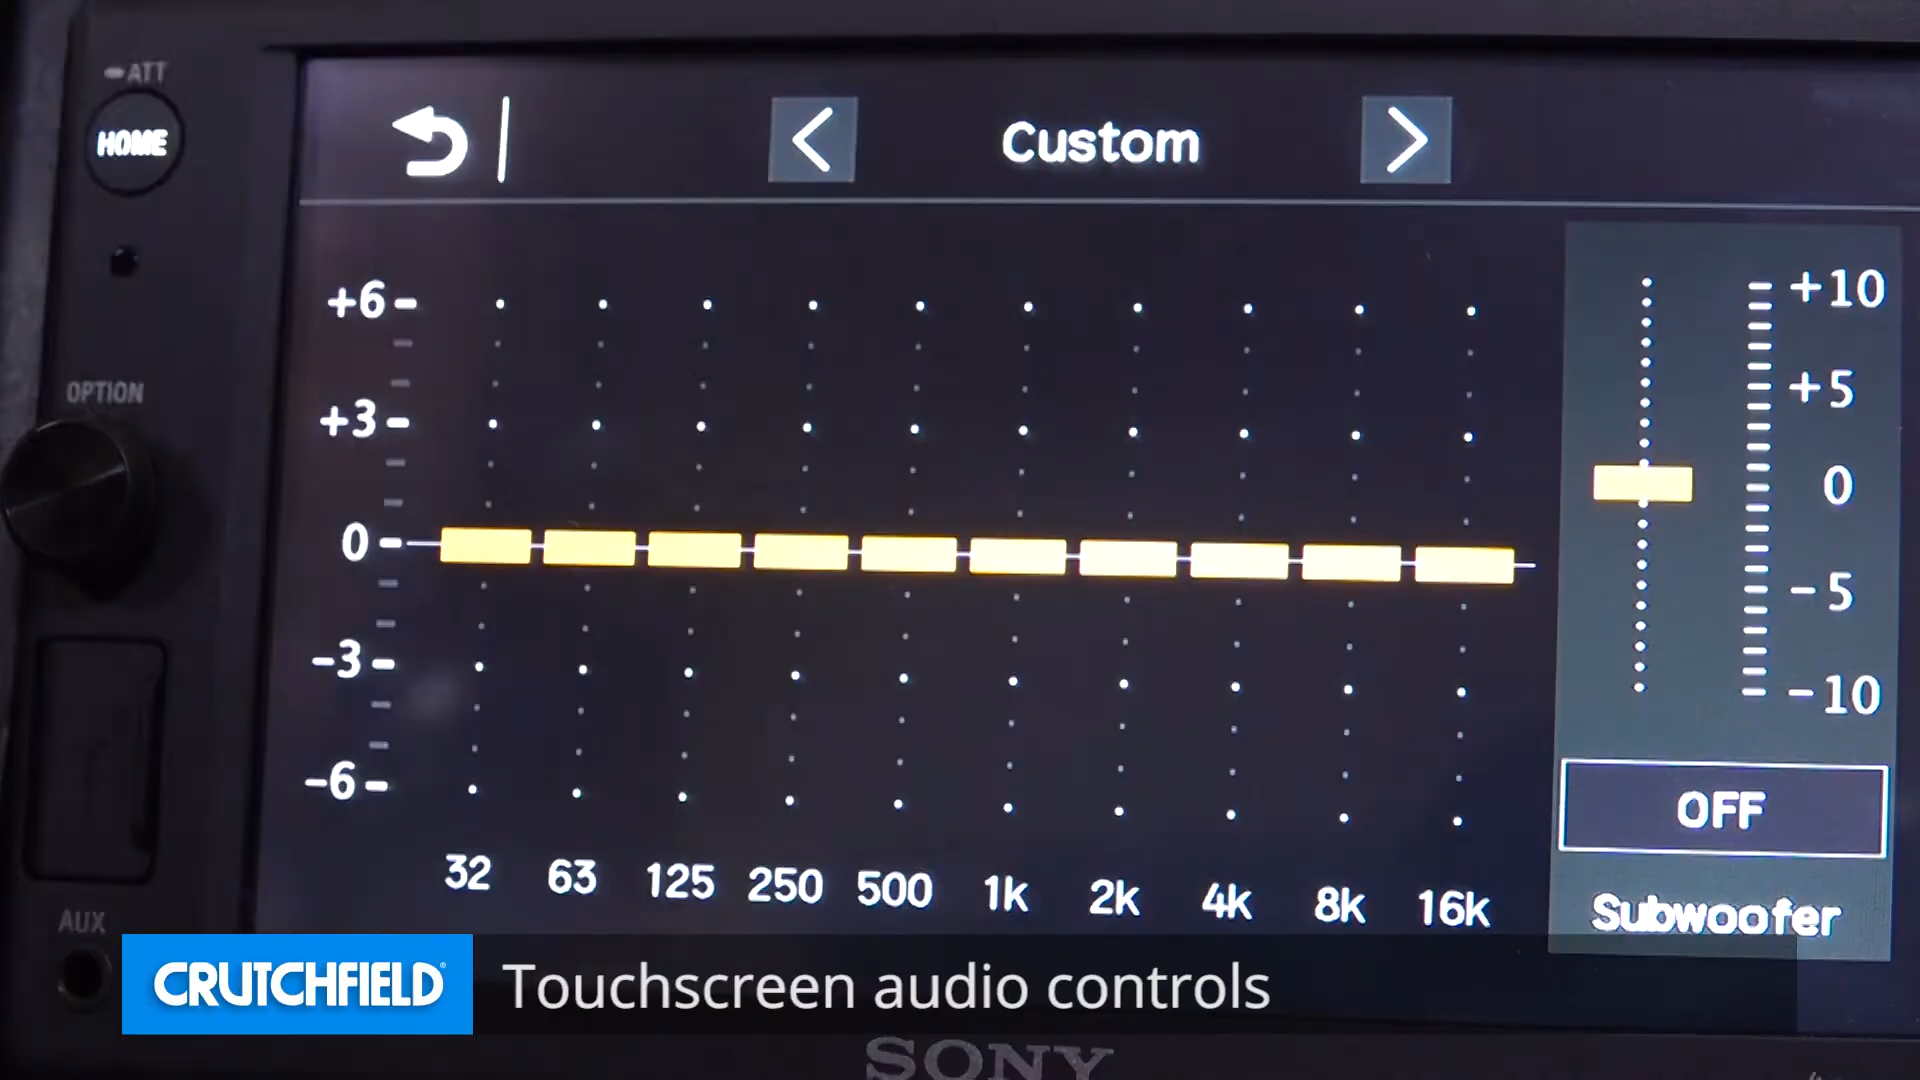 ATT
HOME
Custom
+6
+10
+5
OPTION
+3
0
0
-5
-3
-10
-6
OFF
32 63 125 250 500 1k 2k 4k 8k 16k
Subwoofer
AUX
CRUTCHFIELD
Touchscreen audio controls
SONY